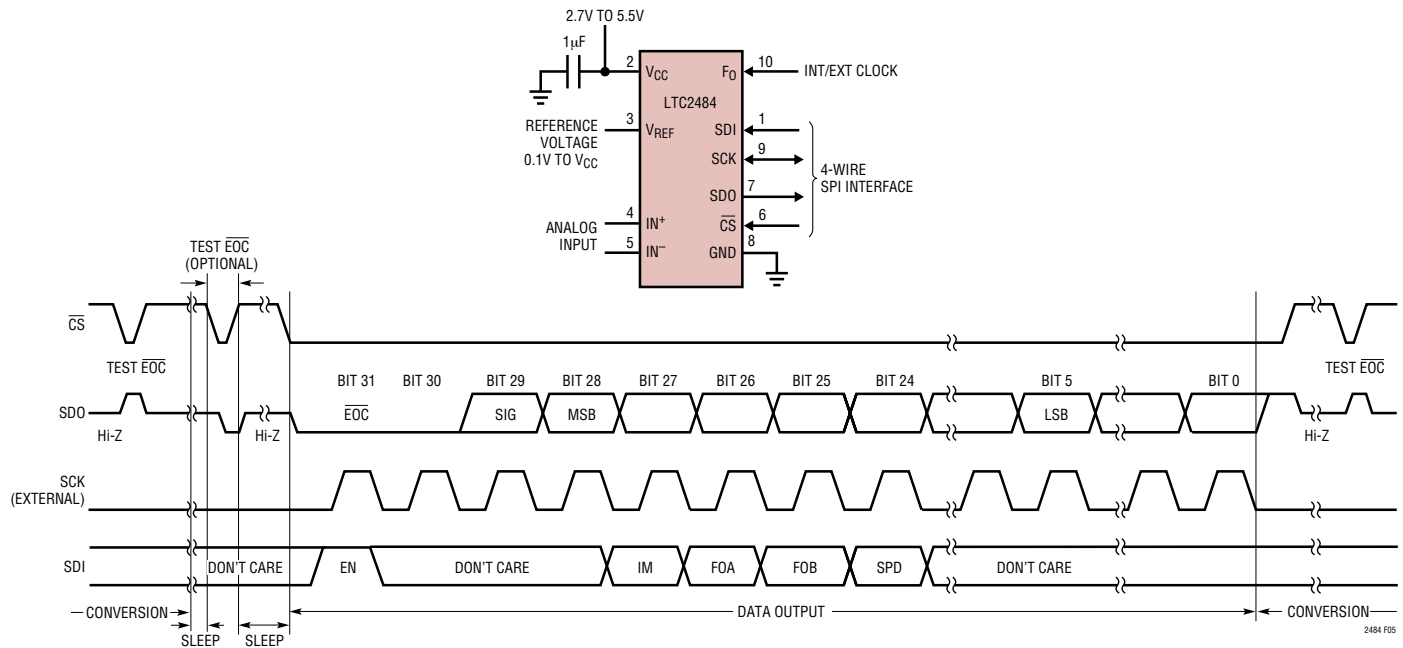 2.7V TO 5.5V
1µF
2
VCC
FO
10
INT/EXT CLOCK
LTC2484
REFERENCE
VOLTAGE
0.1V TO VCC
3
VREF
SDI
1
SCK
9
SDO
7
CS
6
4-WIRE
SPI INTERFACE
ANALOG
INPUT
4
IN+
5
IN–
GND
8
TEST EOC
(OPTIONAL)
CS
TEST EOC
TEST EOC
BIT 31
BIT 30
BIT 29
BIT 28
BIT 27
BIT 26
BIT 25
BIT 24
BIT 5
BIT 0
SDO
EOC
SIG
MSB
LSB
Hi-Z
Hi-Z
Hi-Z
SCK
(EXTERNAL)
SDI
DON'T CARE
EN
DON'T CARE
IM
FOA
FOB
SPD
DON'T CARE
CONVERSION
DATA OUTPUT
CONVERSION
SLEEP
SLEEP
2484 F05